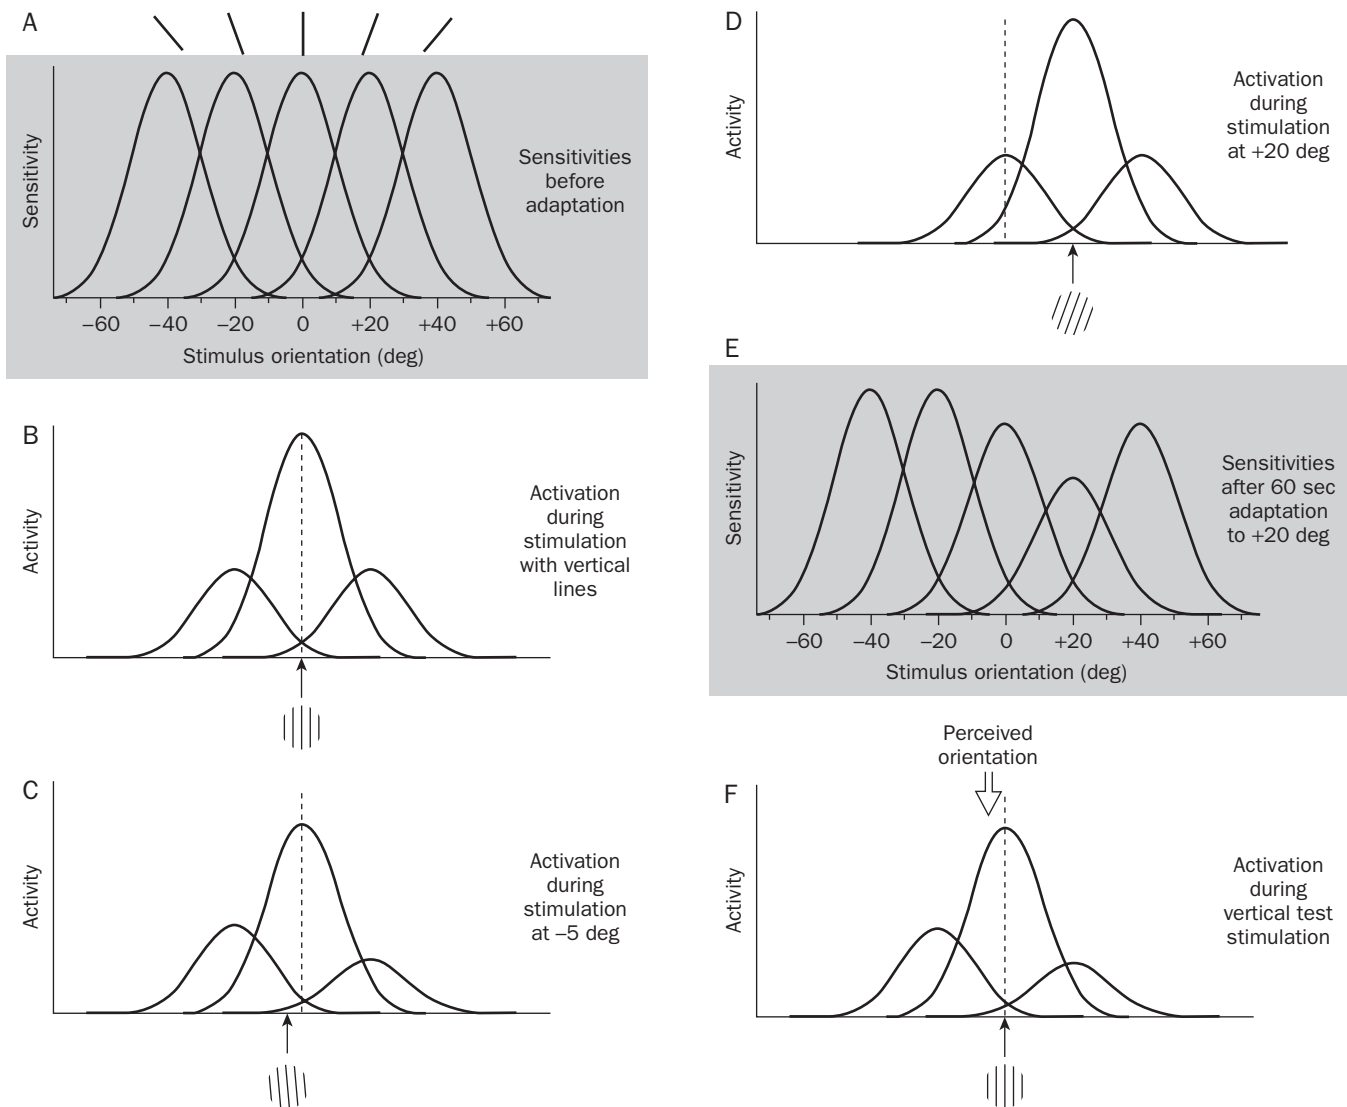 A
Sensitivity
Sensitivities
before
adaptation
–60 –40 –20 0 +20 +40 +60
Stimulus orientation (deg)
B
Activity
Activation
during
stimulation
with vertical
lines
C
Activity
Activation
during
stimulation
at –5 deg
D
Activity
Activation
during
stimulation
at +20 deg
E
Sensitivity
Sensitivities
after 60 sec
adaptation
to +20 deg
–60 –40 –20 0 +20 +40 +60
Stimulus orientation (deg)
Perceived
orientation
F
Activity
Activation
during
vertical test
stimulation